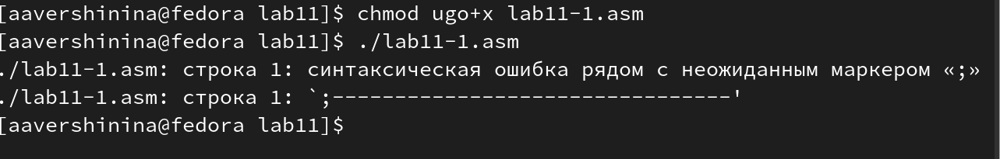 [aavershinina@fedora lab11]$ chmod ugo+x lab11-1.asm
[aavershinina@fedora lab11]$ ./lab11-1.asm
./lab11-1.asm: строка 1: синтаксическая ошибка рядом с неожиданным маркером «;»
./lab11-1.asm: строка 1: `;--------------------------------'
[aavershinina@fedora lab11]$